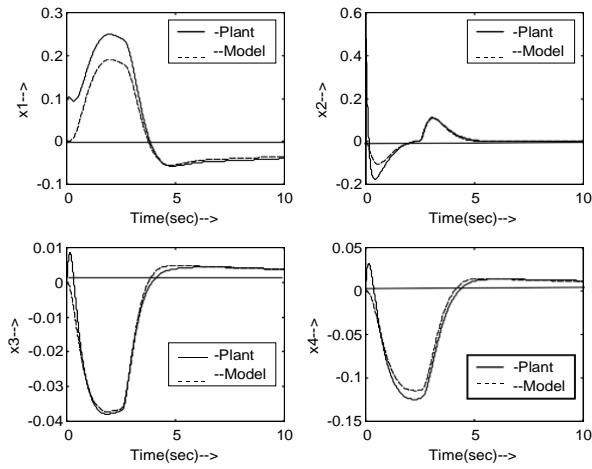 0.3
0.2
0.1
0
-0.1
x1-->
-Plant
--Model
0
5
10
Time(sec)-->
0.6
0.4
0.2
0
-0.2
x2-->
-Plant
--Model
0
5
10
Time(sec)-->
0.01
0
-0.01
-0.02
-0.03
-0.04
x3-->
-Plant
--Model
0
5
10
Time(sec)-->
0.05
0
-0.05
-0.1
-0.15
x4-->
-Plant
--Model
0
5
10
Time(sec)-->